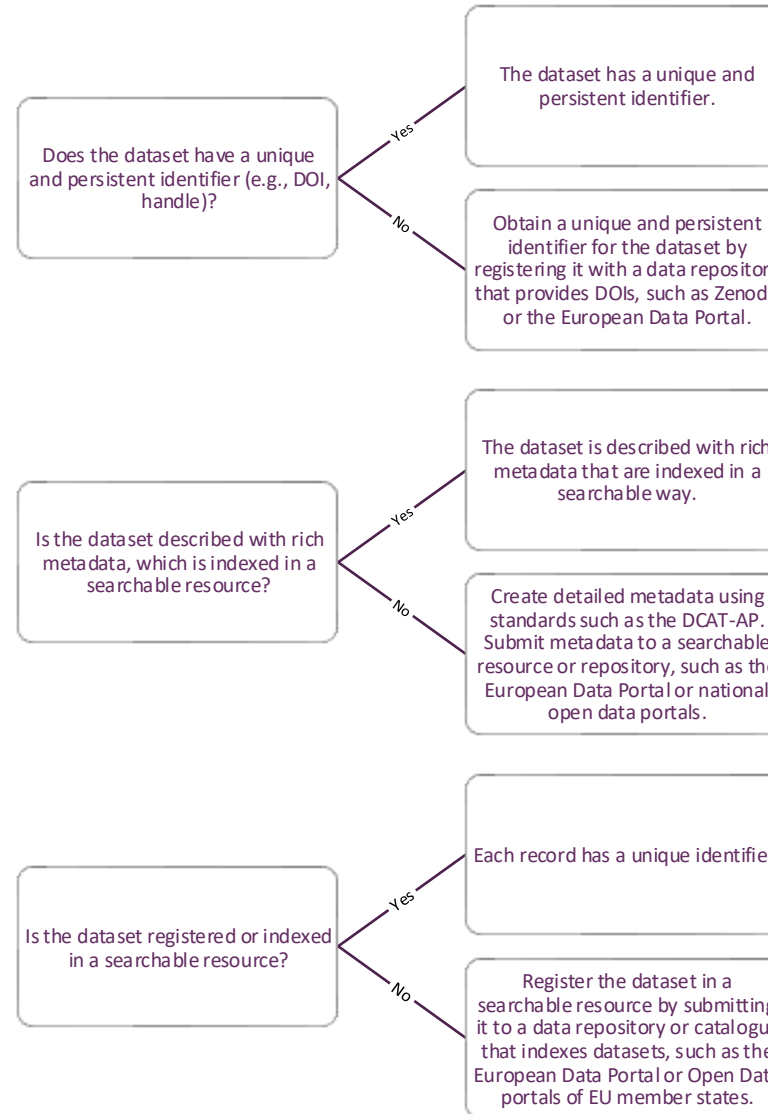 The dataset has a unique and
persistent identifier.
Does the dataset have a unique
and persistent identifier (e.g., DOI,
handle)?
Yes
No
Obtain a unique and persistent
identifier for the dataset by
registering it with a data repositor
that provides DOIs, such as Zenod
or the European Data Portal.
The dataset is described with rich
metadata that are indexed in a
searchable way.
Is the dataset described with rich
metadata, which is indexed in a
searchable resource?
Yes
No
Create detailed metadata using
standards such as the DCAT-AP.
Submit metadata to a searchable
resource or repository, such as the
European Data Portal or national
open data portals.
Each record has a unique identifie
Is the dataset registered or indexed
in a searchable resource?
Yes
No
Register the dataset in a
searchable resource by submitting
it to a data repository or catalogu
that indexes datasets, such as the
European Data Portal or Open Dat
portals of EU member states.